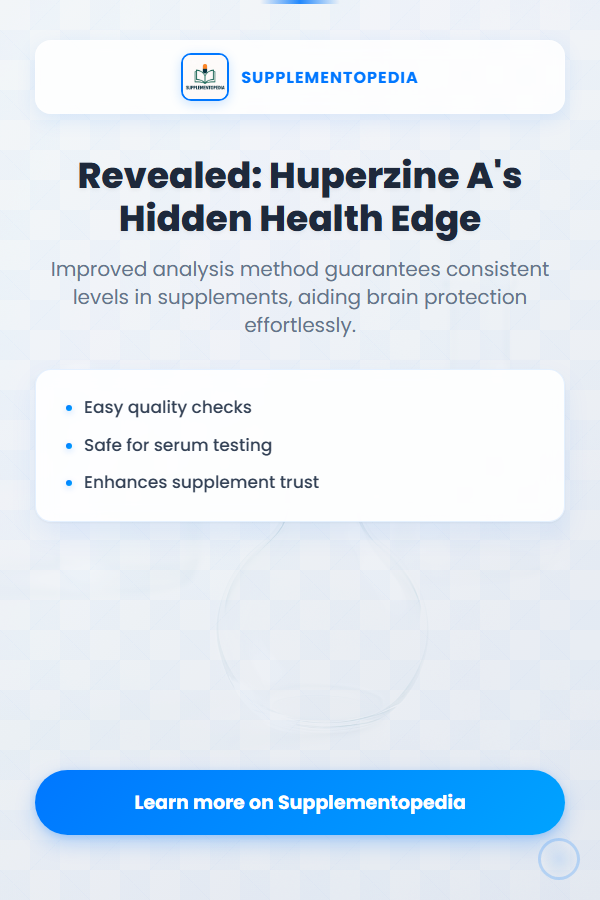 SUPPLEMENTOPEDIA
SUPPLEMENTOPEDIA
Revealed: Huperzine A's
Hidden Health Edge
Improved analysis method guarantees consistent
levels in supplements, aiding brain protection
effortlessly.
Easy quality checks
Safe for serum testing
Enhances supplement trust
Learn more on Supplementopedia